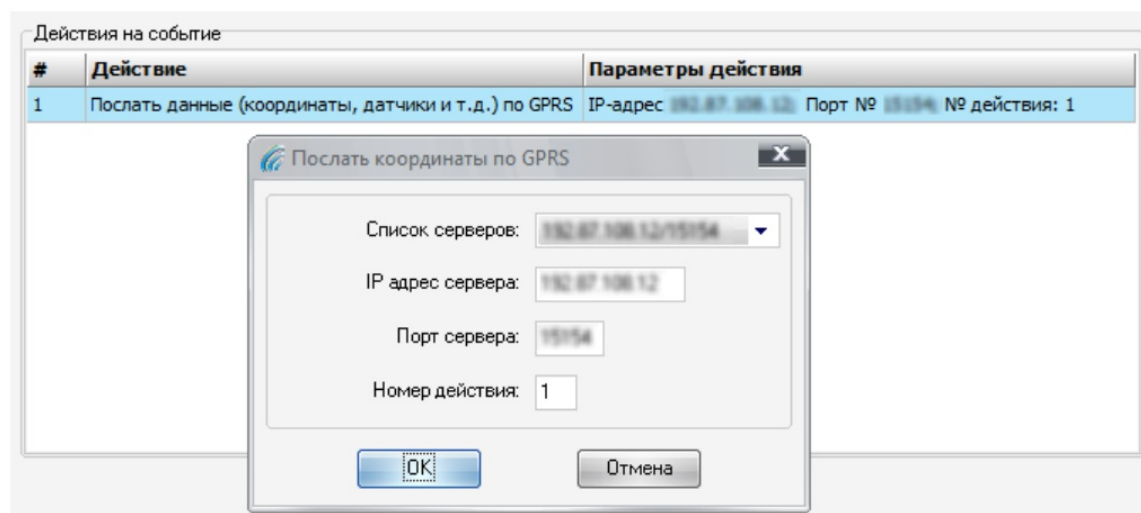 Действия на событие
# Действие Параметры действия
1 Послать данные (координаты, датчики и т.д.) по GPRS IP-адрес Порт № № действия: 1
Послать координаты по GPRS
Список серверов:
IP адрес сервера:
Порт сервера:
Номер действия: 1
OK Отмена